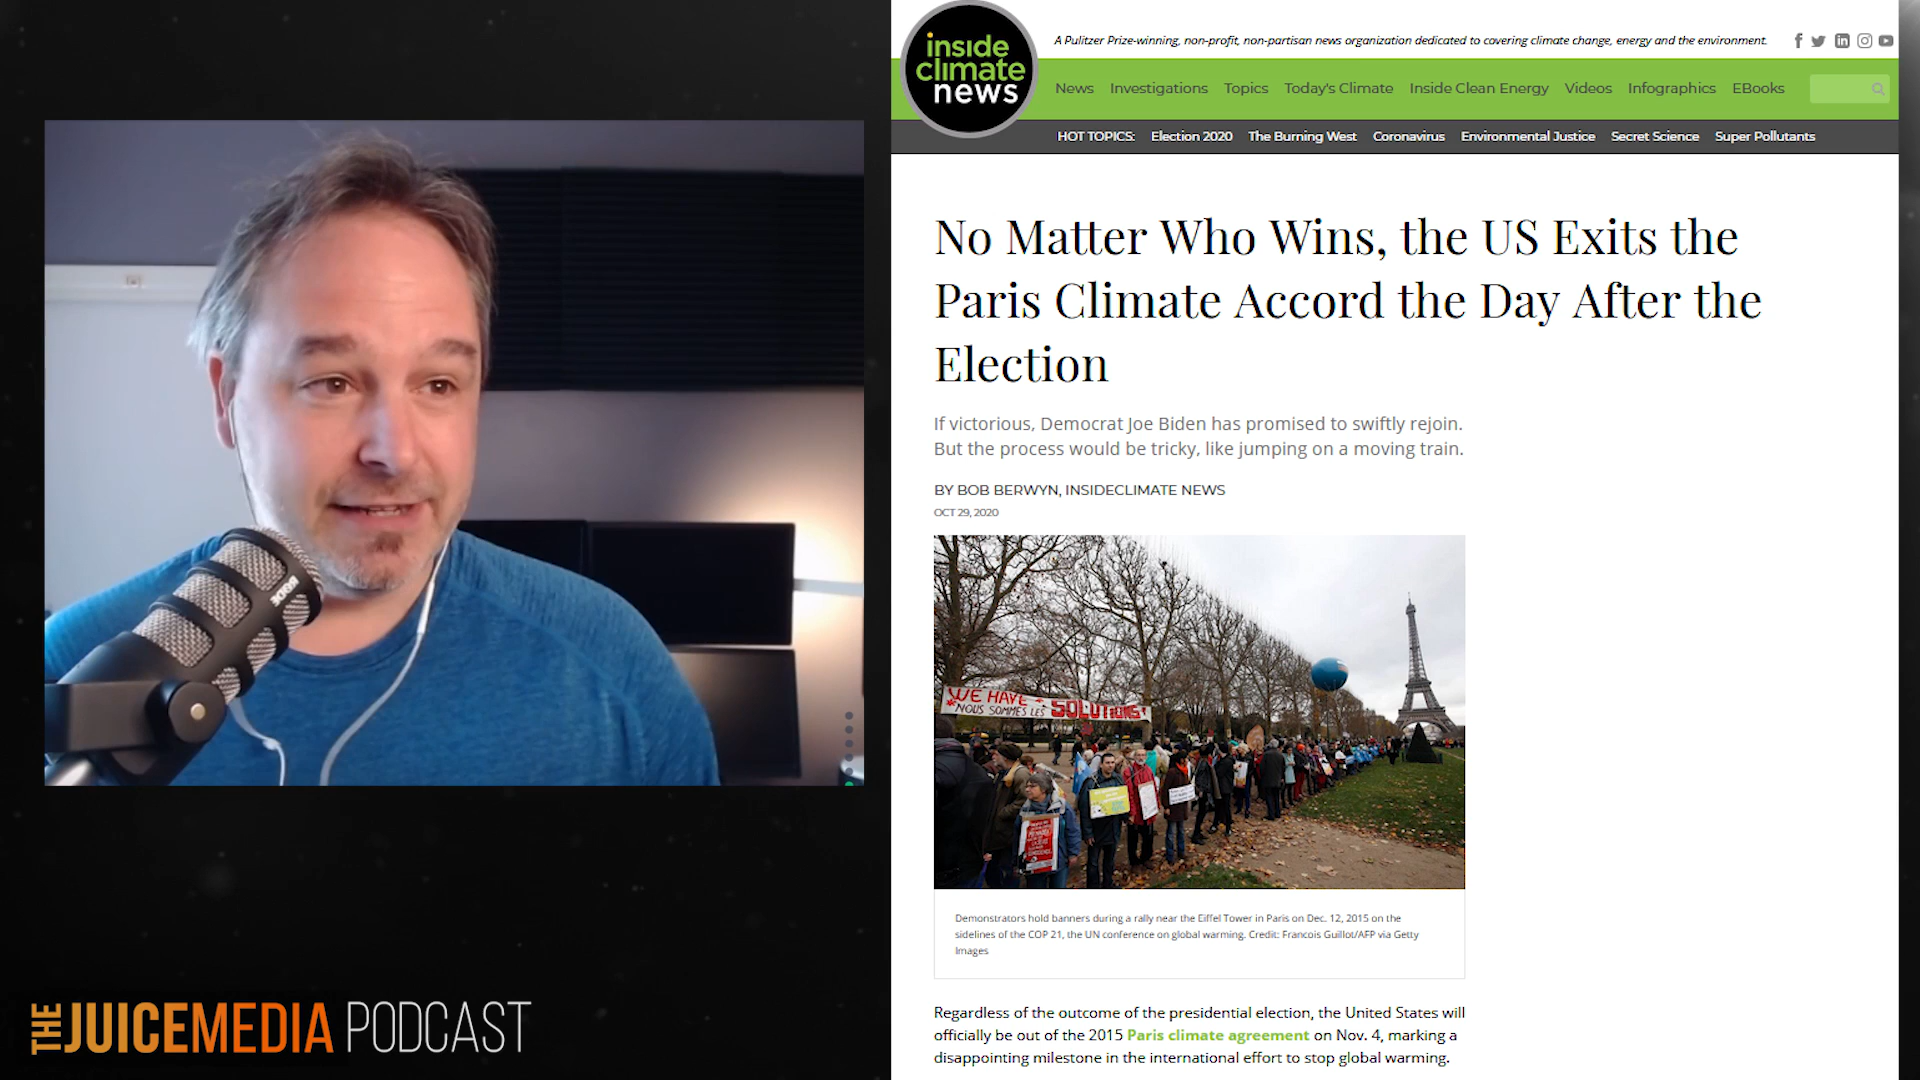 inside
climate
news
A Pulitzer Prize-winning, non-profit, non-partisan news organization dedicated to covering climate change, energy and the environment.
News Investigations Topics Today's Climate Inside Clean Energy Videos Infographics EBooks
HOT TOPICS: Election 2020 The Burning West Coronavirus Environmental Justice Secret Science Super Pollutants
No Matter Who Wins, the US Exits the
Paris Climate Accord the Day After the
Election
If victorious, Democrat Joe Biden has promised to swiftly rejoin.
But the process would be tricky, like jumping on a moving train.
BY BOB BERWYN, INSIDECLIMATE NEWS
OCT 29, 2020
WE HAVE
NOUS SOMMES LES SOLUTIONS
Demonstrators hold banners during a rally near the Eiffel Tower in Paris on Dec. 12, 2015 on the
sidelines of the COP 21, the UN conference on global warming. Credit: Francois Guillot/AFP via Getty
Images
Regardless of the outcome of the presidential election, the United States will
officially be out of the 2015 Paris climate agreement on Nov. 4, marking a
disappointing milestone in the international effort to stop global warming.
RODE
THE JUICEMEDIA PODCAST